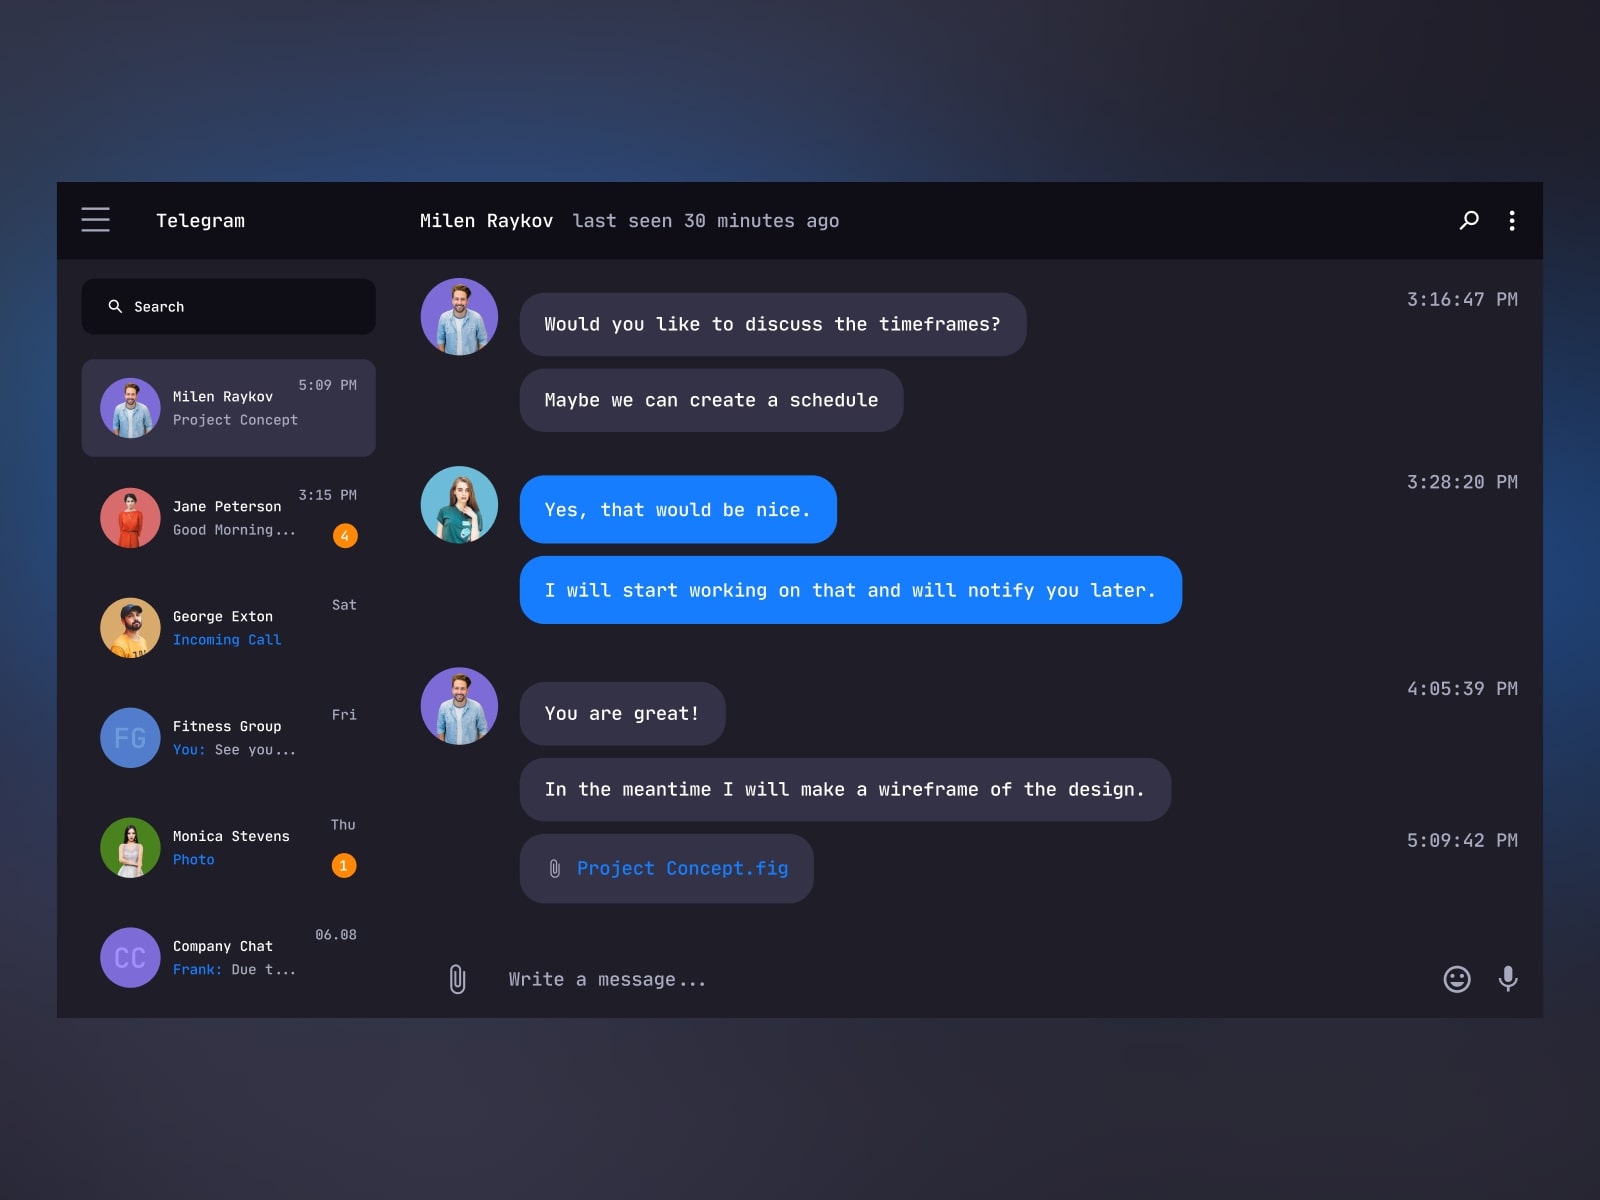 Telegram
Milen Raykov last seen 30 minutes ago
Search
Milen Raykov 5:09 PM
Project Concept
Jane Peterson 3:15 PM
Good Morning...
4
George Exton Sat
Incoming Call
FG
Fitness Group Fri
You: See you...
Monica Stevens Thu
Photo
1
CC
Company Chat 06.08
Frank: Due t...
Would you like to discuss the timeframes? 3:16:47 PM
Maybe we can create a schedule
Yes, that would be nice. 3:28:20 PM
I will start working on that and will notify you later.
You are great! 4:05:39 PM
In the meantime I will make a wireframe of the design.
Project Concept.fig 5:09:42 PM
Write a message...